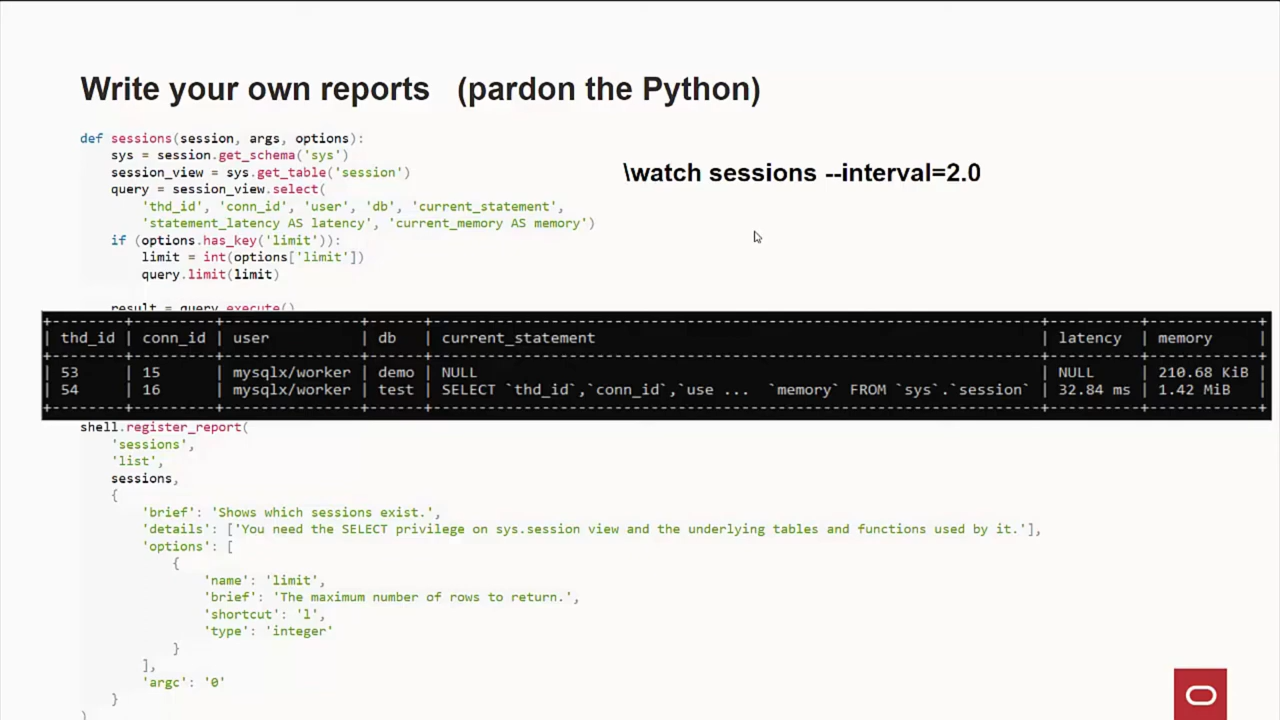 Write your own reports (pardon the Python)
def sessions(session, args, options):
    sys = session.get_schema('sys')
    session_view = sys.get_table('session')
    query = session_view.select(
        'thd_id', 'conn_id', 'user', 'db', 'current_statement',
        'statement_latency AS latency', 'current_memory AS memory')
    if (options.has_key('limit')):
        limit = int(options['limit'])
        query.limit(limit)
    result = query.execute()
\watch sessions --interval=2.0
| thd_id | conn_id | user | db | current_statement | latency | memory |
| 53 | 15 | mysqlx/worker | demo | NULL | NULL | 210.68 KiB |
| 54 | 16 | mysqlx/worker | test | SELECT `thd_id`,`conn_id`,`use ... `memory` FROM `sys`.`session` | 32.84 ms | 1.42 MiB |
shell.register_report(
    'sessions',
    'list',
    sessions,
    {
        'brief': 'Shows which sessions exist.',
        'details': ['You need the SELECT privilege on sys.session view and the underlying tables and functions used by it.'],
        'options': [
            {
                'name': 'limit',
                'brief': 'The maximum number of rows to return.',
                'shortcut': 'l',
                'type': 'integer'
            }
        ],
        'argc': '0'
    }
)